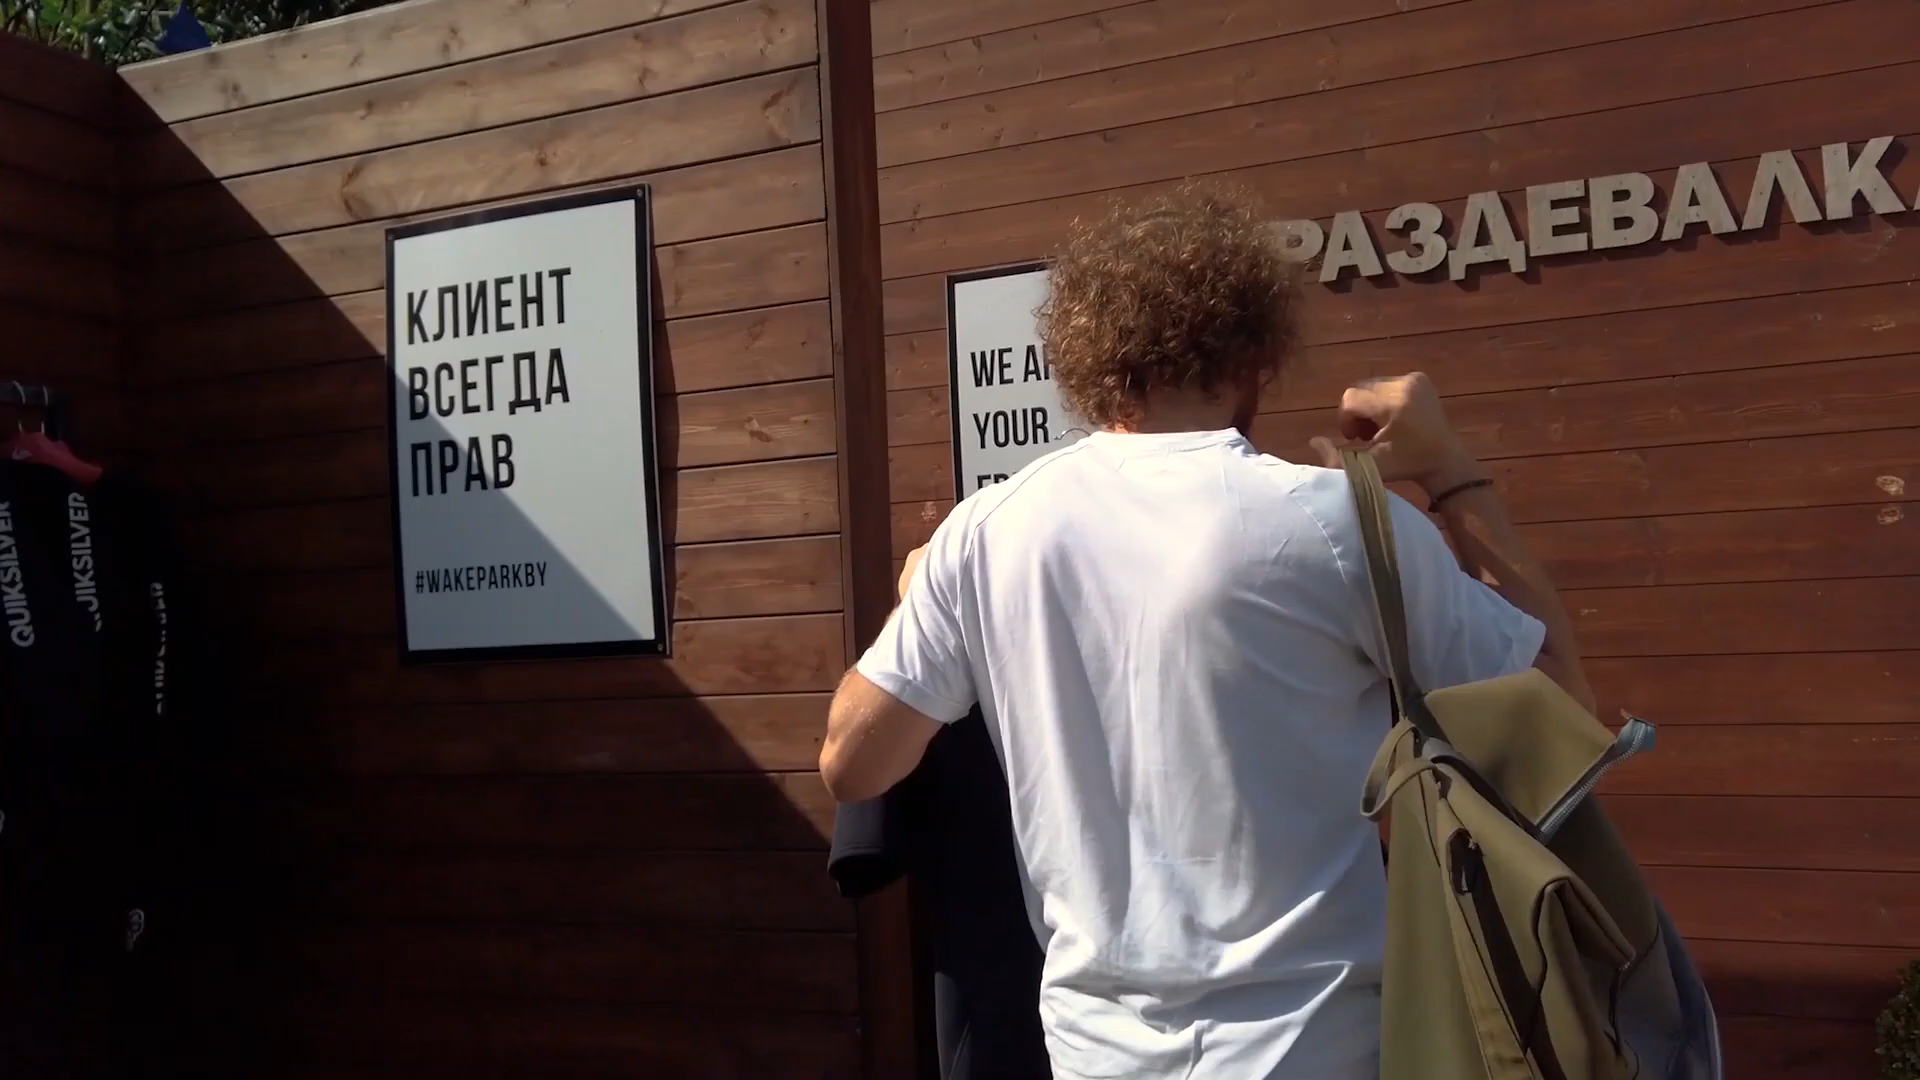 КЛИЕНТ
ВСЕГДА
ПРАВ
#WAKEPARKBY
WE
YOUR
РАЗДЕВАЛКА
QUIKSILVER
QUIKSILVER